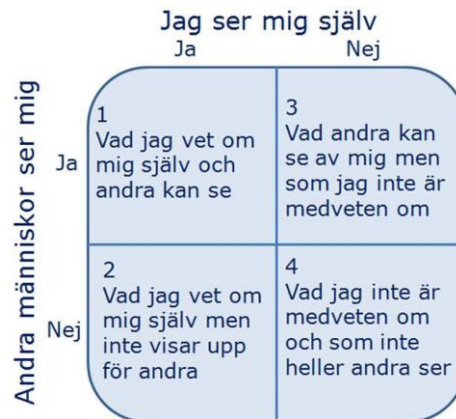 Jag ser mig själv
Ja
Nej
Andra människor ser mig
Ja
Nej
1
Vad jag vet om
mig själv och
andra kan se
3
Vad andra kan
se av mig men
som jag inte är
medveten om
2
Vad jag vet om
mig själv men
inte visar upp
för andra
4
Vad jag inte är
medveten om
och som inte
heller andra ser